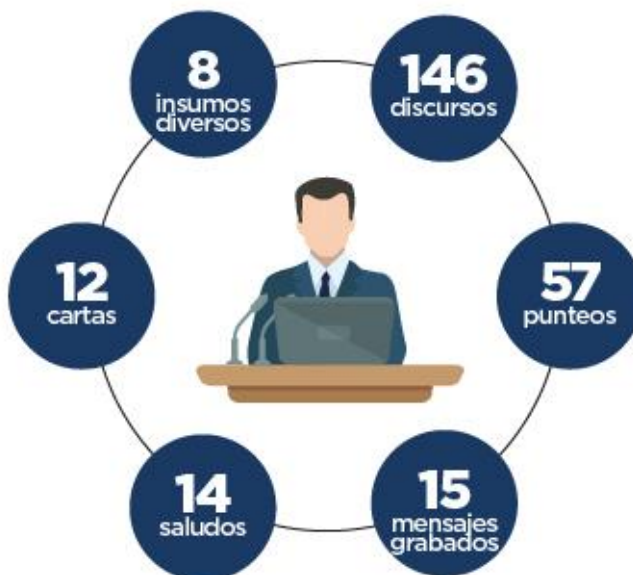 8
insumos
diversos
146
discursos
12
cartas
57
punteos
14
saludos
15
mensajes
grabados